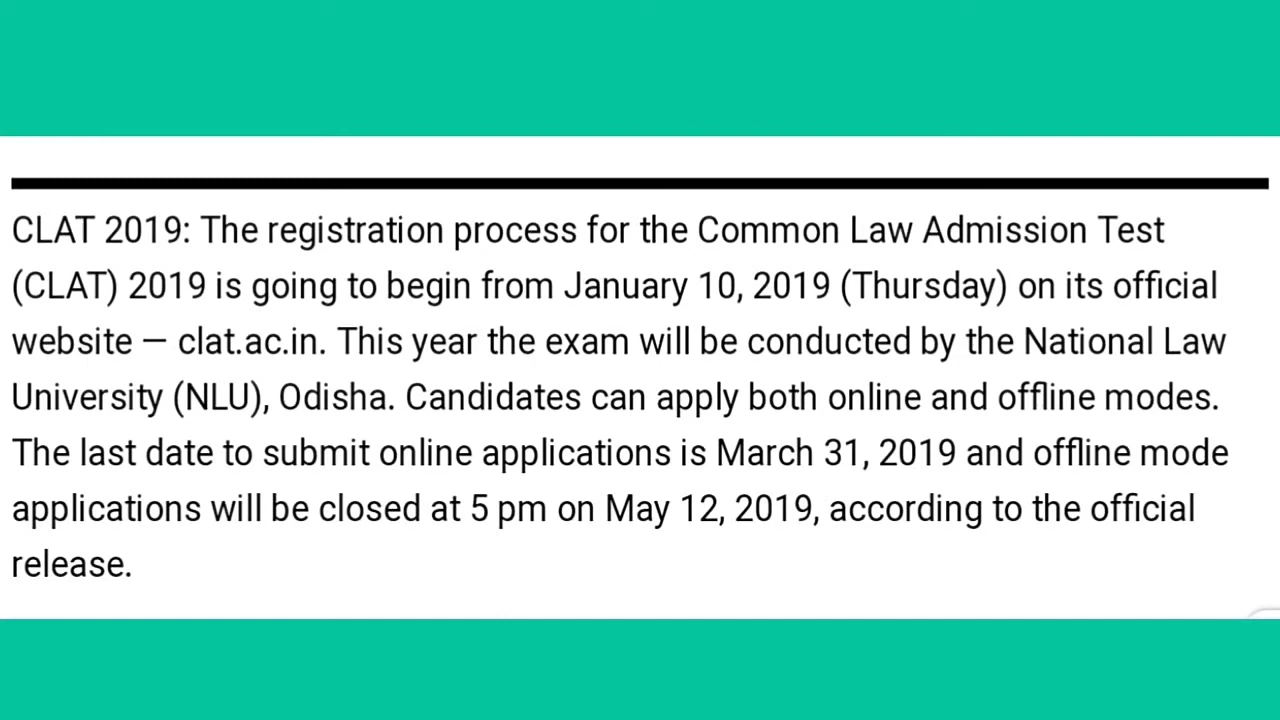 CLAT 2019: The registration process for the Common Law Admission Test
(CLAT) 2019 is going to begin from January 10, 2019 (Thursday) on its official
website — clat.ac.in. This year the exam will be conducted by the National Law
University (NLU), Odisha. Candidates can apply both online and offline modes.
The last date to submit online applications is March 31, 2019 and offline mode
applications will be closed at 5 pm on May 12, 2019, according to the official
release.